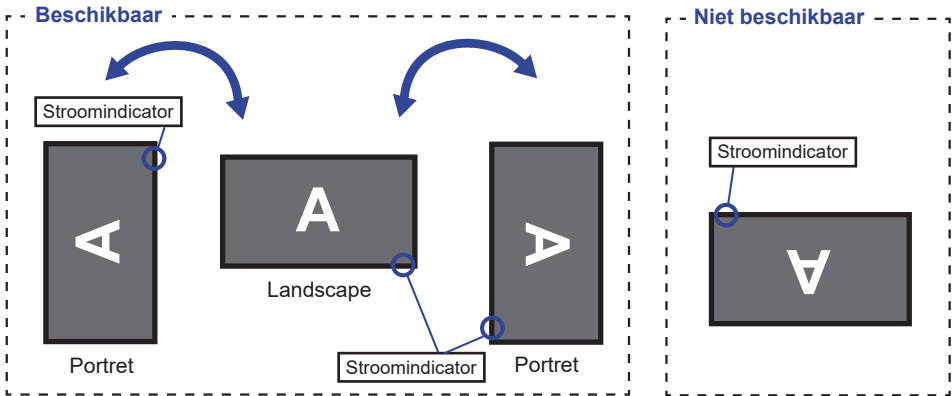 Beschikbaar
Niet beschikbaar
Stroomindicator
Stroomindicator
A
A
A
A
Landscape
Portret
Stroomindicator
Portret